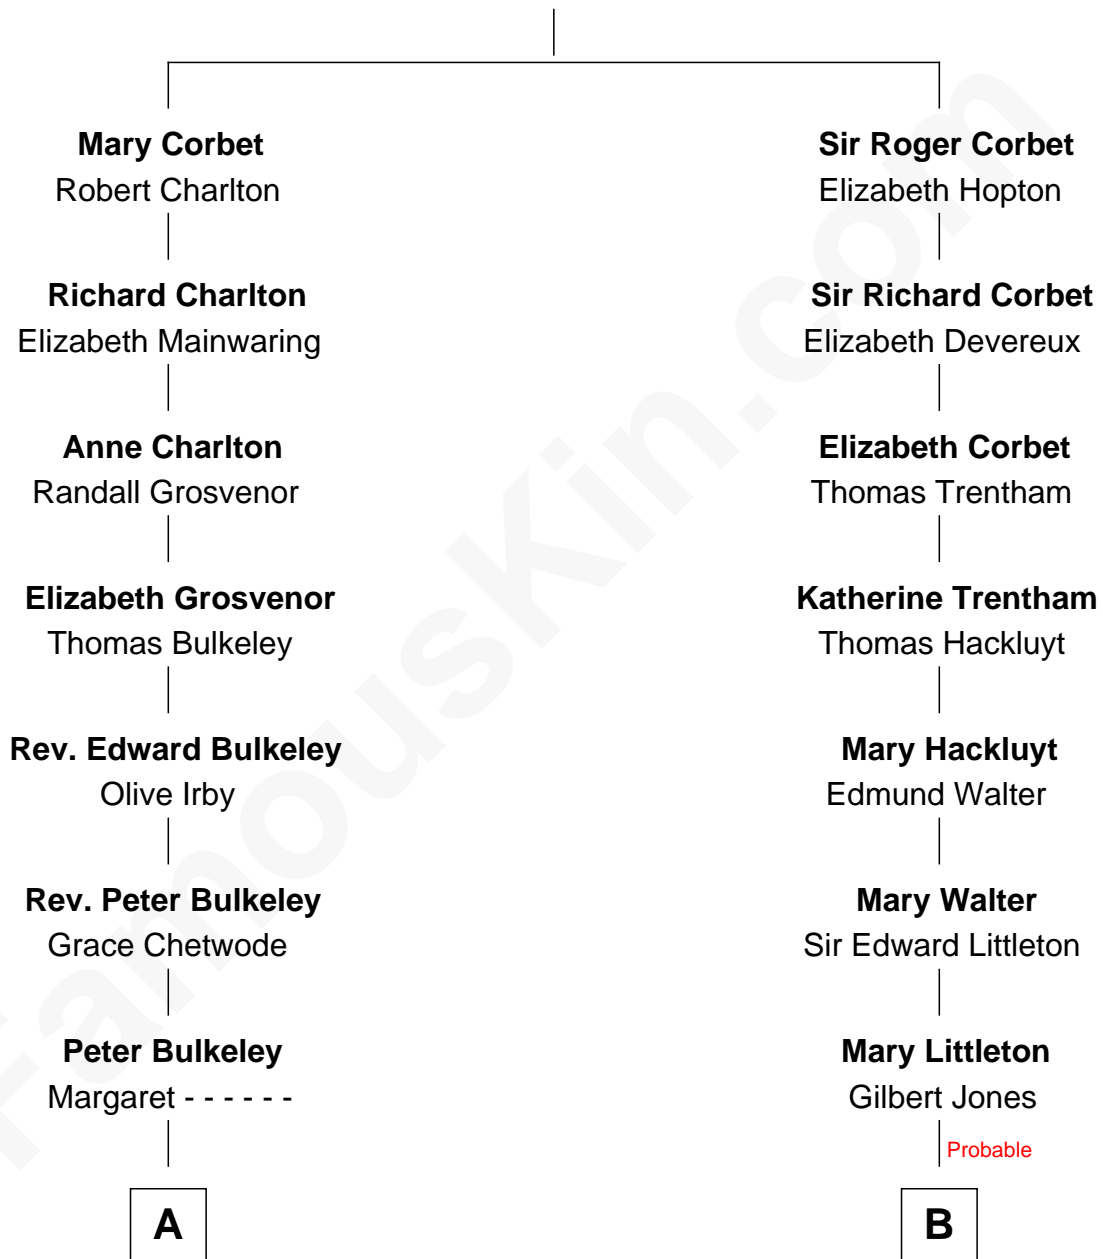 Mary Corbet
Robert Charlton
Richard Charlton
Elizabeth Mainwaring
Anne Charlton
Randall Grosvenor
Elizabeth Grosvenor
Thomas Bulkeley
Rev. Edward Bulkeley
Olive Irby
Rev. Peter Bulkeley
Grace Chetwode
Peter Bulkeley
Margaret - - - - - -
A
Sir Roger Corbet
Elizabeth Hopton
Sir Richard Corbet
Elizabeth Devereux
Elizabeth Corbet
Thomas Trentham
Katherine Trentham
Thomas Hackluyt
Mary Hackluyt
Edmund Walter
Mary Walter
Sir Edward Littleton
Mary Littleton
Gilbert Jones
Probable
B
FamousKin.com